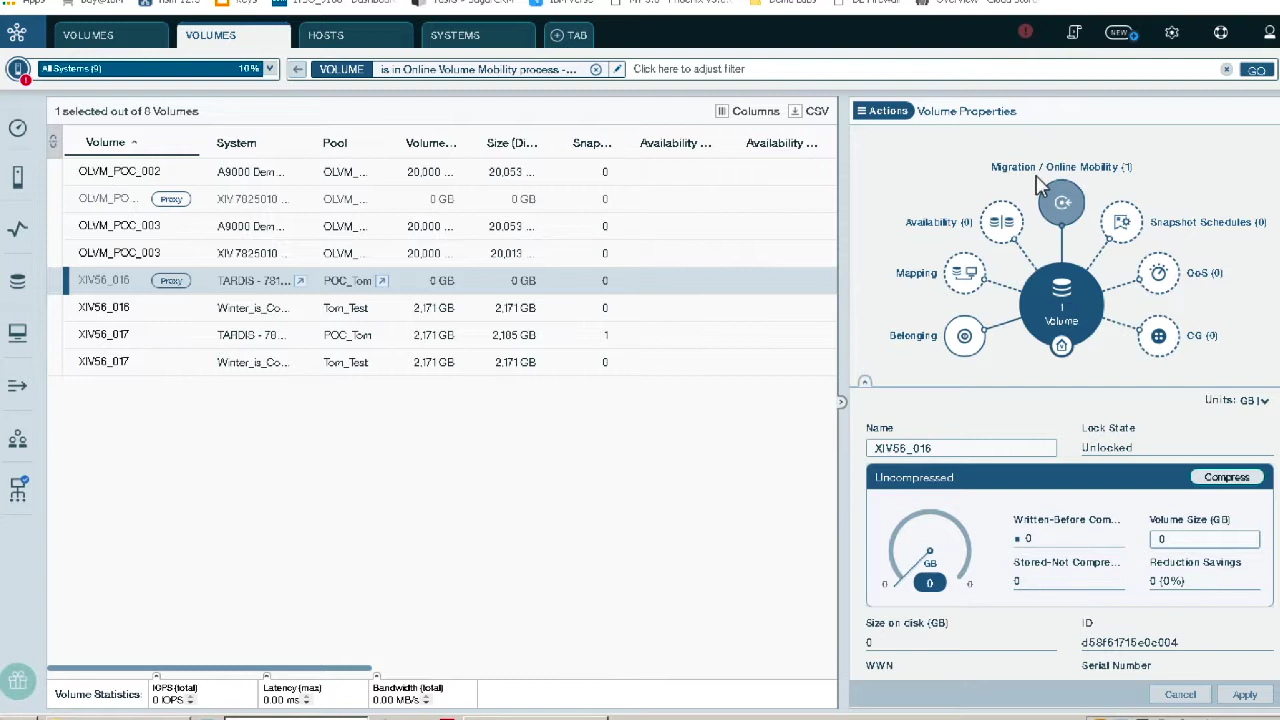 VOLUMES
VOLUMES
HOSTS
SYSTEMS
TAB
NEW
All Systems (9) 10%
VOLUME is in Online Volume Mobility process -... Click here to adjust filter GO
1 selected out of 8 Volumes
Columns CSV
Actions Volume Properties
Volume System Pool Volume... Size (Di... Snap... Availability ... Availability ...
OLVM_POC_002 A9000 Dem... OLVM_... 20,000 ... 20,053 ... 0
OLVM_PO ... Proxy XIV 7825010 ... OLVM_... 0 GB 0 GB 0
OLVM_POC_003 A9000 Dem... OLVM_... 20,000 ... 20,053 ... 0
OLVM_POC_003 XIV 7825010 ... OLVM_... 20,000 ... 20,013 ... 0
XIV56_016 Proxy TARDIS - 781... POC_Tom 0 GB 0 GB 0
XIV56_016 Winter_is_Co... Tom_Test 2,171 GB 2,171 GB 0
XIV56_017 TARDIS - 78... POC_Tom 2,171 GB 2,185 GB 1
XIV56_017 Winter_is_Co... Tom_Test 2,171 GB 2,171 GB 0
Migration / Online Mobility (1)
Availability (0)
Snapshot Schedules (0)
Mapping
QoS (0)
1
Volume
Belonging
CG (0)
Units: GB
Name Lock State
XIV56_016 Unlocked
Uncompressed Compress
Written-Before Com... Volume Size (GB)
0 0
GB
0 0 0
Stored-Not Compre... Reduction Savings
0 0 (0%)
Size on disk (GB) ID
0 d58f61715e0c004
WWN Serial Number
Cancel Apply
Volume Statistics:
IOPS (total)
0 IOPS
Latency (max)
0.00 ms
Bandwidth (total)
0.00 MB/s